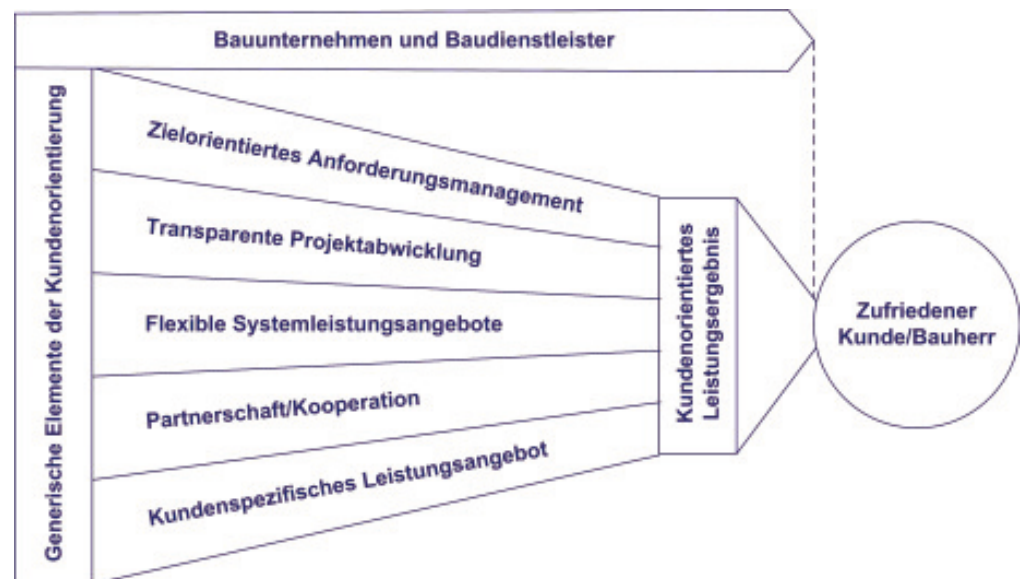 Bauunternehmen und Baudienstleister
Generische Elemente der Kundenorientierung
Zielorientiertes Anforderungsmanagement
Transparente Projektabwicklung
Flexible Systemleistungsangebote
Partnerschaft/Kooperation
Kundenspezifisches Leistungsangebot
Kundenorientiertes
Leistungsergebnis
Zufriedener
Kunde/Bauherr